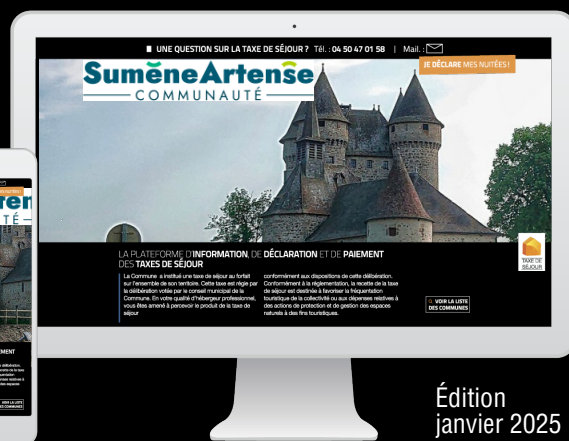 UNE QUESTION SUR LA TAXE DE SÉJOUR ? Tél. : 04 50 47 01 58 | Mail. :
JE DÉCLARE MES NUITÉES !
SumèneArtense
COMMUNAUTÉ
LA PLATEFORME D'INFORMATION, DE DÉCLARATION ET DE PAIEMENT
DES TAXES DE SÉJOUR
La Commune a institué une taxe de séjour au forfait
sur l'ensemble de son territoire. Cette taxe est régie par
la délibération votée par le conseil municipal de la
Commune. En votre qualité d'hébergeur professionnel,
vous êtes amené à percevoir le produit de la taxe de
séjour
conformément aux dispositions de cette délibération.
Conformément à la réglementation, la recette de la taxe
de séjour est destinée à favoriser la fréquentation
touristique de la collectivité ou aux dépenses relatives à
des actions de protection et de gestion des espaces
naturels à des fins touristiques.
TAXE DE
SÉJOUR
VOIR LA LISTE
DES COMMUNES
Édition
janvier 2025